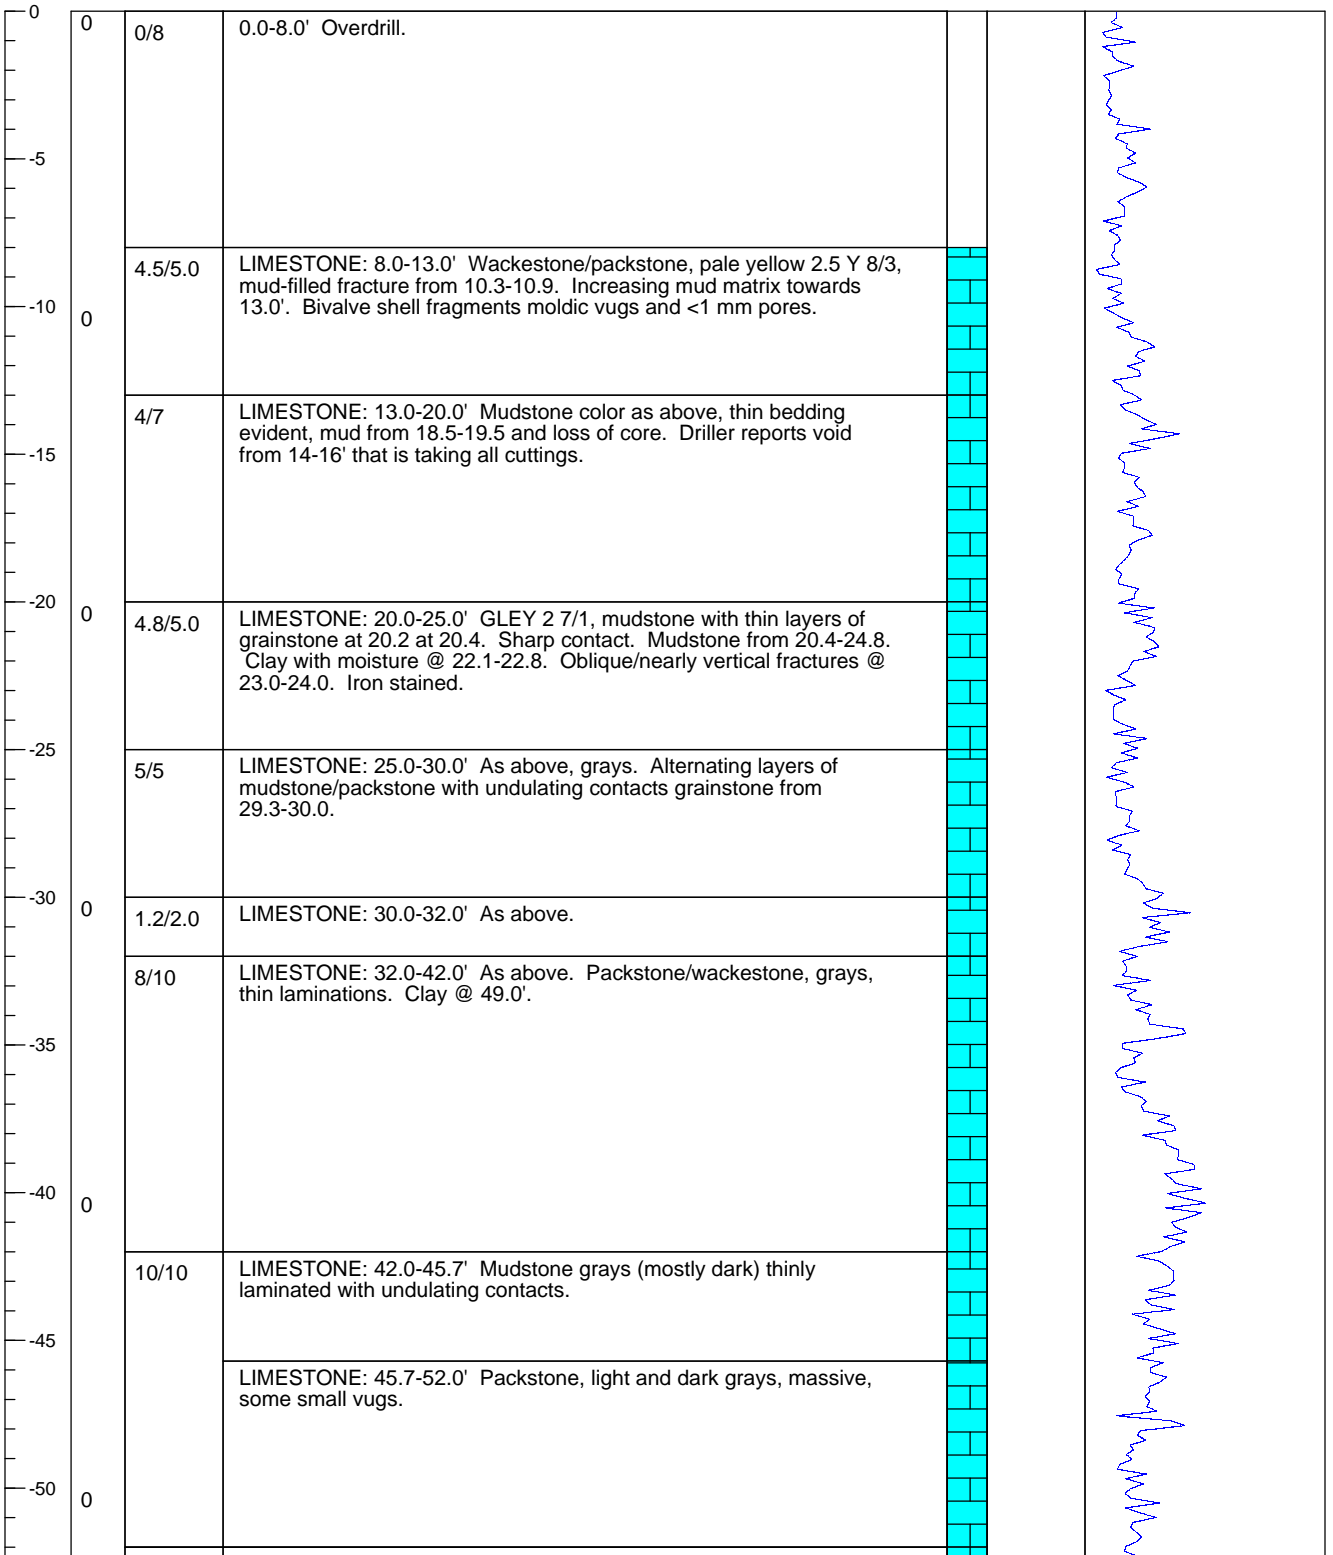 0
0
0/8
0.0-8.0' Overdrill.
-5
4.5/5.0
LIMESTONE: 8.0-13.0' Wackestone/packstone, pale yellow 2.5 Y 8/3,
mud-filled fracture from 10.3-10.9. Increasing mud matrix towards
13.0'. Bivalve shell fragments moldic vugs and <1 mm pores.
-10
0
4/7
LIMESTONE: 13.0-20.0' Mudstone color as above, thin bedding
evident, mud from 18.5-19.5 and loss of core. Driller reports void
from 14-16' that is taking all cuttings.
-15
-20
0
4.8/5.0
LIMESTONE: 20.0-25.0' GLEY 2 7/1, mudstone with thin layers of
grainstone at 20.2 at 20.4. Sharp contact. Mudstone from 20.4-24.8.
Clay with moisture @ 22.1-22.8. Oblique/nearly vertical fractures @
23.0-24.0. Iron stained.
-25
5/5
LIMESTONE: 25.0-30.0' As above, grays. Alternating layers of
mudstone/packstone with undulating contacts grainstone from
29.3-30.0.
-30
0
1.2/2.0
LIMESTONE: 30.0-32.0' As above.
8/10
LIMESTONE: 32.0-42.0' As above. Packstone/wackestone, grays,
thin laminations. Clay @ 49.0'.
-35
-40
0
10/10
LIMESTONE: 42.0-45.7' Mudstone grays (mostly dark) thinly
laminated with undulating contacts.
-45
LIMESTONE: 45.7-52.0' Packstone, light and dark grays, massive,
some small vugs.
-50
0